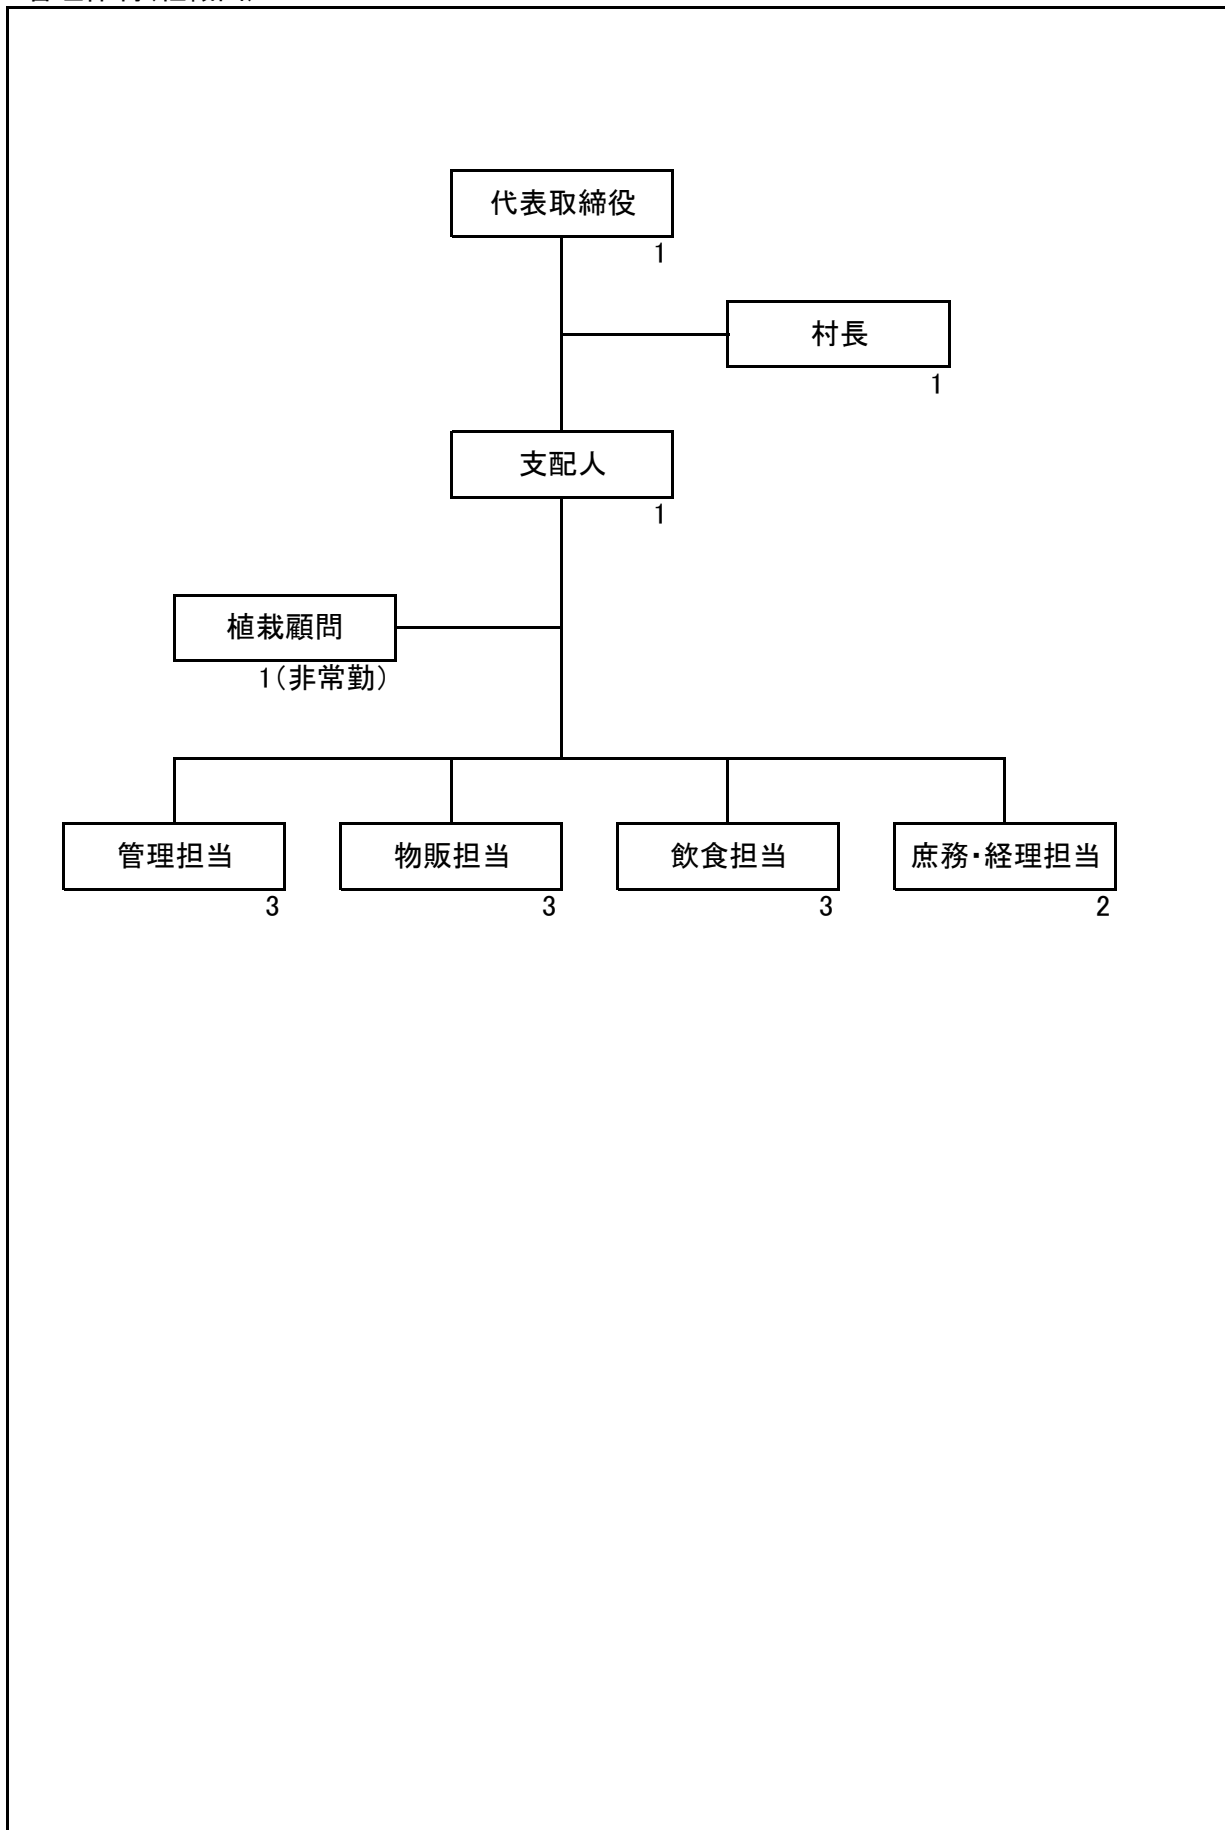 代表取締役
1
村長
1
支配人
1
植栽顧問
1(非常勤)
管理担当 物販担当 飲食担当 庶務・経理担当
3 3 3 2